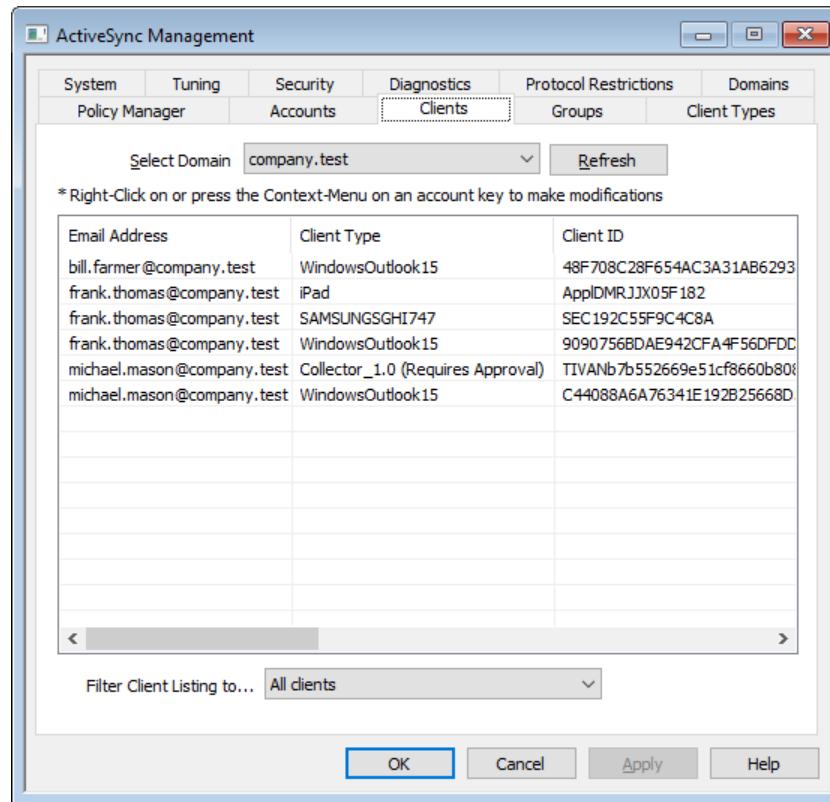 ActiveSync Management
System Tuning Security Diagnostics Protocol Restrictions Domains
Policy Manager Accounts Clients Groups Client Types
Select Domain company.test Refresh
* Right-Click on or press the Context-Menu on an account key to make modifications
Email Address Client Type Client ID
bill.farmer@company.test WindowsOutlook15 48F708C28F654AC3A31AB6293
frank.thomas@company.test iPad ApplDMRJJX05F182
frank.thomas@company.test SAMSUNGSGHI747 SEC192C55F9C4C8A
frank.thomas@company.test WindowsOutlook15 9090756BDAE942CFA4F56DFDD
michael.mason@company.test Collector_1.0 (Requires Approval) TIVANb7b552669e51cf8660b808
michael.mason@company.test WindowsOutlook15 C44088A6A76341E192B25668D
Filter Client Listing to... All clients
OK Cancel Apply Help